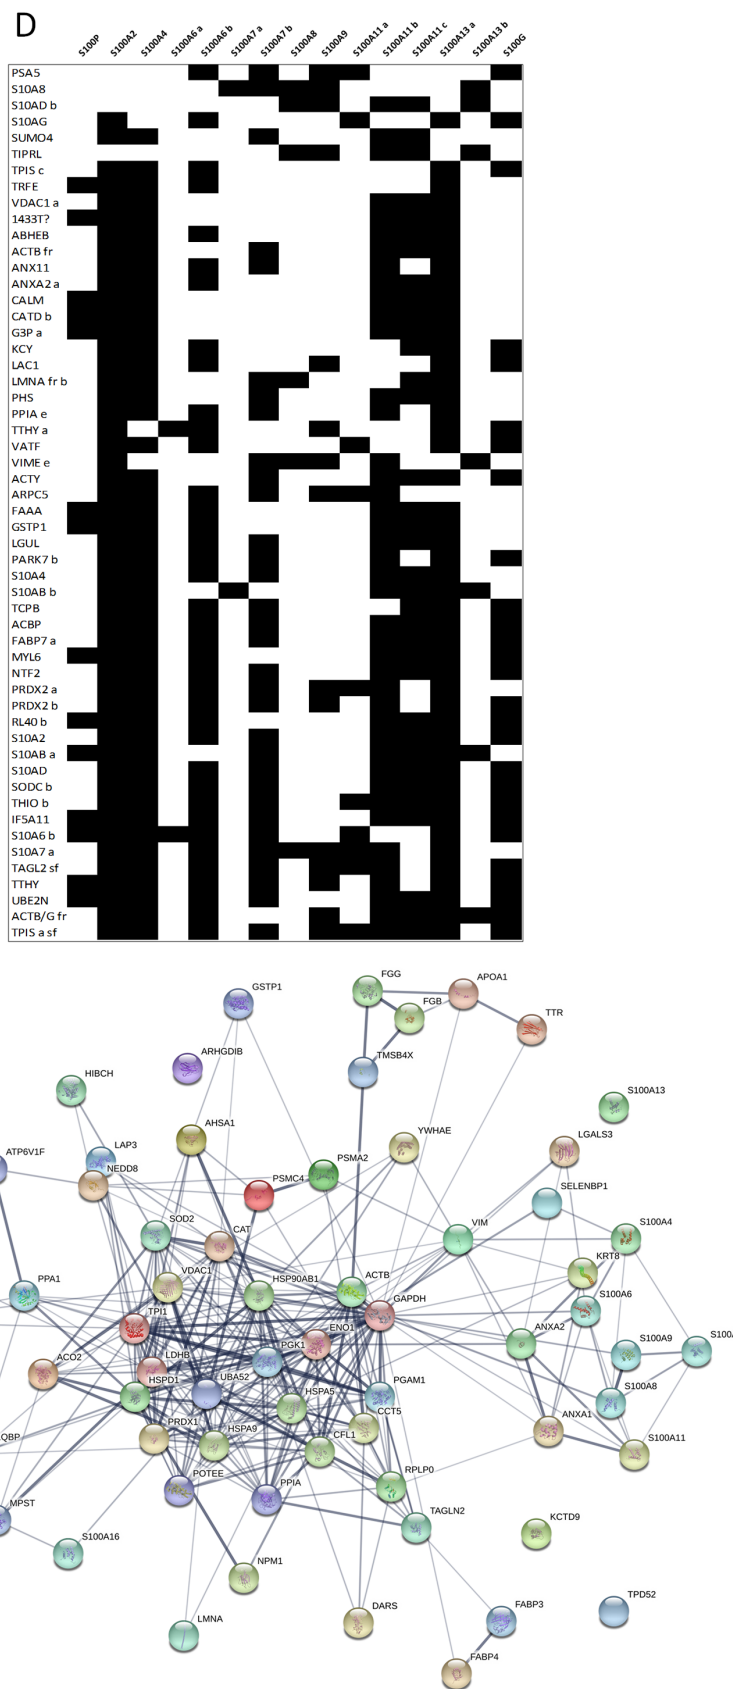 D
S100P
S100A2
S100A4
S100A6 a
S100A6 b
S100A7 a
S100A7 b
S100A8
S100A9
S100A11 a
S100A11 b
S100A11 c
S100A13 a
S100A13 b
S100G
PSA5
S10A8
S10AD b
S10AG
SUMO4
TIPRL
TPIS c
TRFE
VDAC1 a
1433T?
ABHEB
ACTB fr
ANX11
ANXA2 a
CALM
CATD b
G3P a
KCY
LAC1
LMNA fr b
PHS
PPIA e
TTHY a
VATF
VIME e
ACTY
ARPC5
FAAA
GSTP1
LGUL
PARK7 b
S10A4
S10AB b
TCPB
ACBP
FABP7 a
MYL6
NTF2
PRDX2 a
PRDX2 b
RL40 b
S10A2
S10AB a
S10AD
SODC b
THIO b
IF5A11
S10A6 b
S10A7 a
TAGL2 sf
TTHY
UBE2N
ACTB/G fr
TPIS a sf
FGG
APOA1
GSTP1
FGB
TTR
ARHGDIB
TMSB4X
HIBCH
S100A13
AHSA1
YWHAE
LGALS3
ATP6V1F
LAP3
NEDD8
PSMC4
PSMA2
SELENBP1
SOD2
CAT
VIM
S100A4
VDAC1
HSP90AB1
ACTB
KRT8
PPA1
TPI1
GAPDH
S100A6
ENO1
ANXA2
S100A9
S100
PGK1
ACO2
LDHB
HSPD1
UBA52
HSPA5
PGAM1
S100A8
CCT5
ANXA1
PRDX1
HSPA9
CFL1
S100A11
QBP
POTEE
PPIA
RPLP0
MPST
TAGLN2
KCTD9
S100A16
NPM1
LMNA
DARS
FABP3
TPD52
FABP4